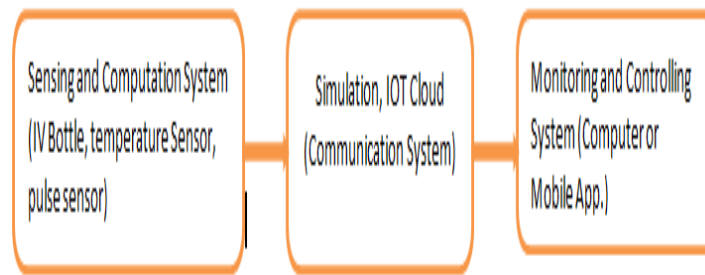 Sensing and Computation System
(IV Bottle, temperature Sensor,
pulse sensor)
Simulation, IOT Cloud
(Communication System)
Monitoring and Controlling
System (Computer or
Mobile App.)